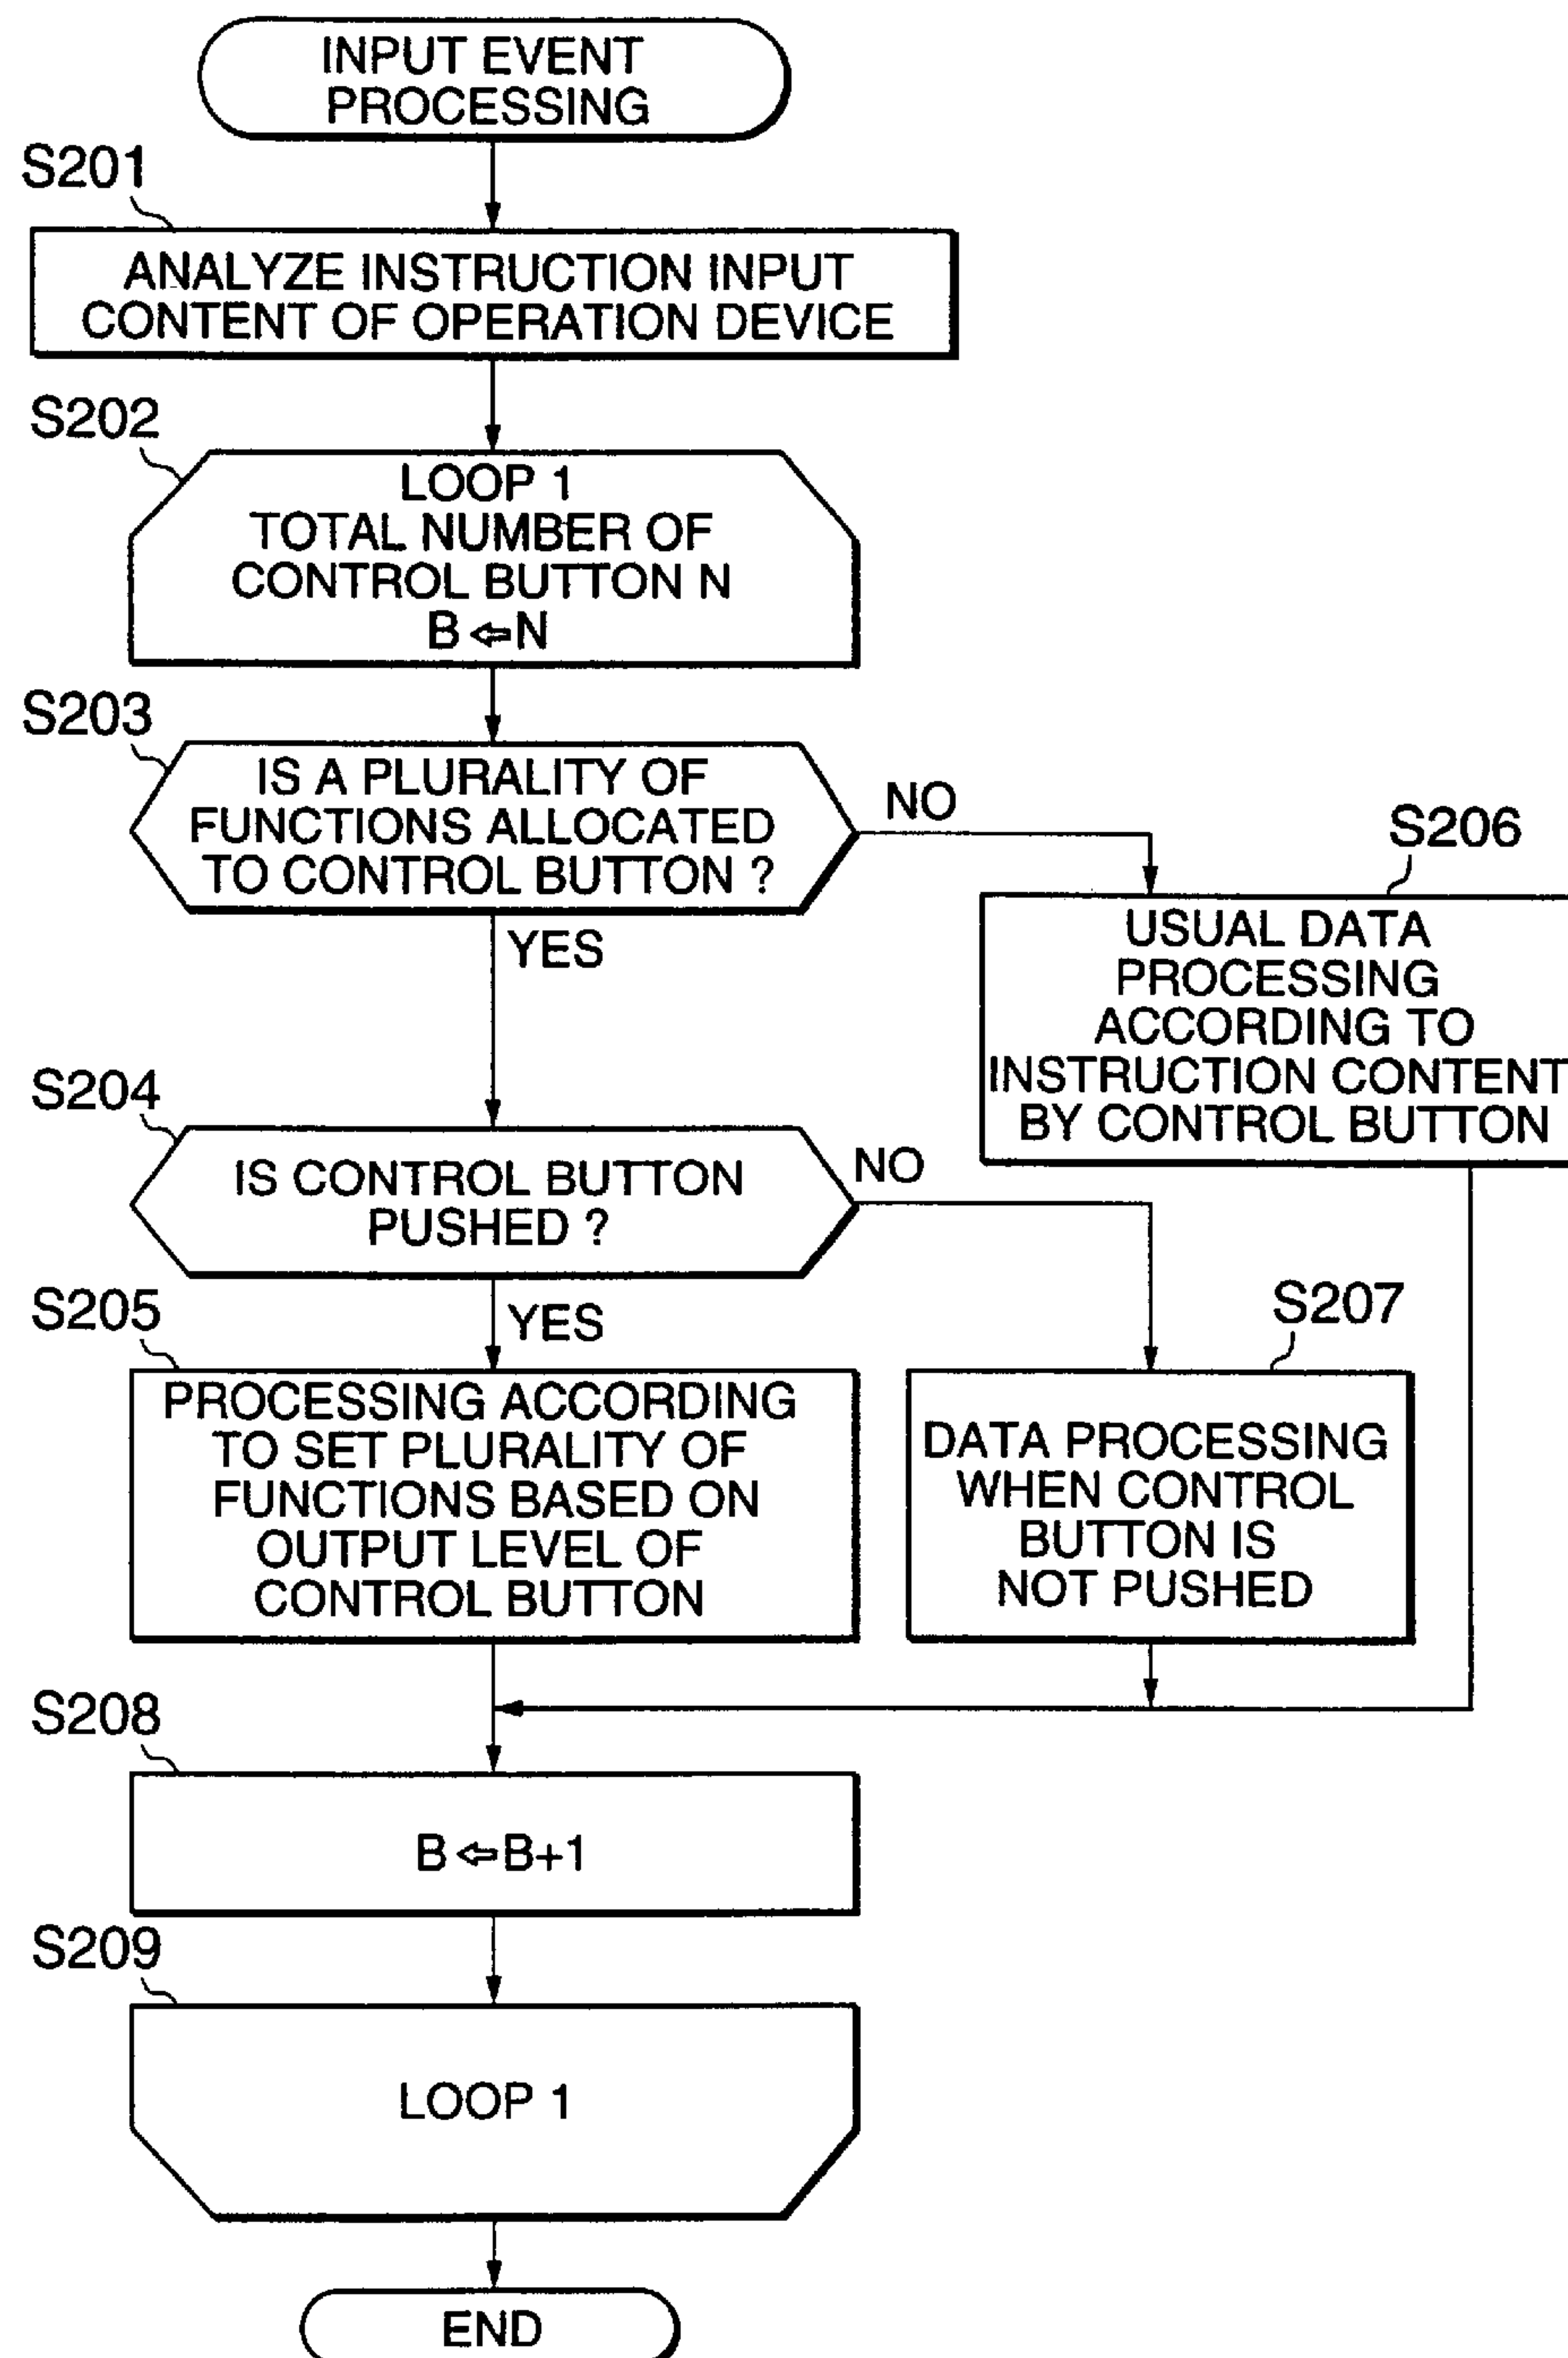 INPUT EVENT
PROCESSING
S201
ANALYZE INSTRUCTION INPUT
CONTENT OF OPERATION DEVICE
S202
LOOP 1
TOTAL NUMBER OF
CONTROL BUTTON N
B⇦N
S203
IS A PLURALITY OF
FUNCTIONS ALLOCATED
TO CONTROL BUTTON ?
NO
YES
S206
USUAL DATA
PROCESSING
ACCORDING TO
INSTRUCTION CONTENT
BY CONTROL BUTTON
S204
IS CONTROL BUTTON
PUSHED ?
NO
YES
S205
PROCESSING ACCORDING
TO SET PLURALITY OF
FUNCTIONS BASED ON
OUTPUT LEVEL OF
CONTROL BUTTON
S207
DATA PROCESSING
WHEN CONTROL
BUTTON IS
NOT PUSHED
S208
B⇦B+1
S209
LOOP 1
END